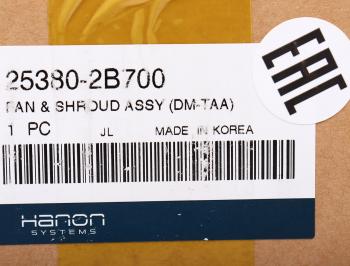 25380-2B700
FAN & SHROUD ASSY (DM-TAA)
1 PC JL MADE IN KOREA
EAC
Hanon
SYSTEMS